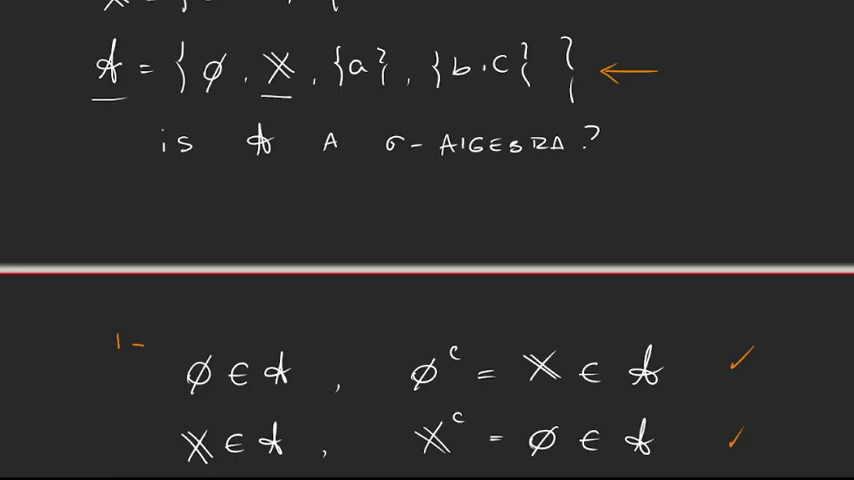 𝔸 = { ∅ , 𝕏 , {a} , {b,c} }
is 𝔸 A σ-ALGEBRA?
1-
∅ ∈ 𝔸 , ∅ᶜ = 𝕏 ∈ 𝔸 ✓
𝕏 ∈ 𝔸 , 𝕏ᶜ = ∅ ∈ 𝔸 ✓